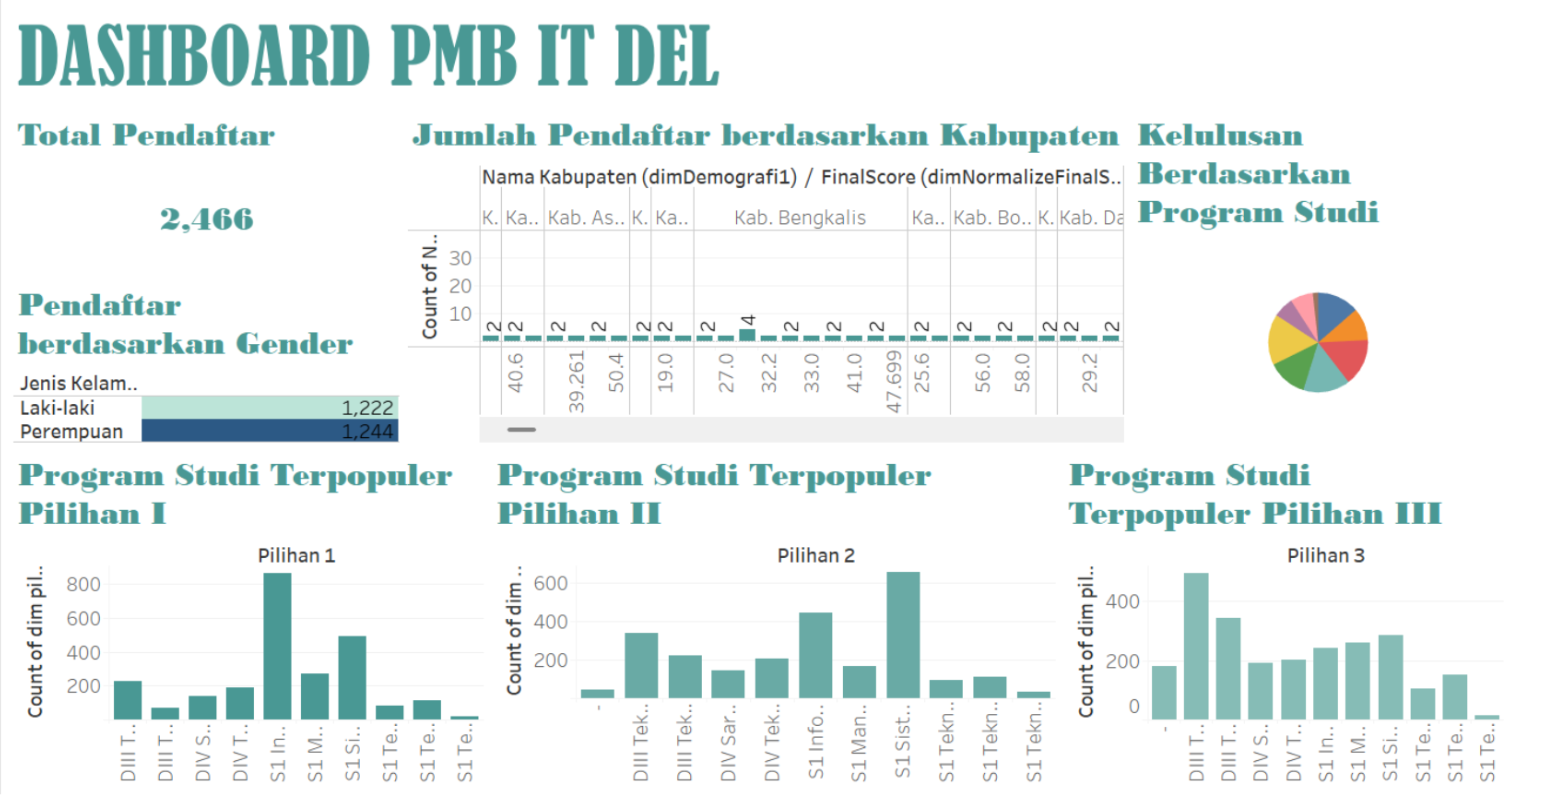 DASHBOARD PMB IT DEL
Total Pendaftar
2,466
Pendaftar
berdasarkan Gender
Jenis Kelam..
Laki-laki 1,222
Perempuan 1,244
Jumlah Pendaftar berdasarkan Kabupaten
Nama Kabupaten (dimDemografi1) / FinalScore (dimNormalizeFinalS..
K. Ka.. Kab. As.. K. Ka.. Kab. Bengkalis Ka.. Kab. Bo.. K. Kab. Da
Count of N..
30
20
10
2 2 2 2 2 2 2 4 2 2 2 2 2 2 2 2 2
40.6 39.261 50.4 19.0 27.0 32.2 33.0 41.0 47.699 25.6 56.0 58.0 29.2
Kelulusan
Berdasarkan
Program Studi
Program Studi Terpopuler
Pilihan I
Pilihan 1
Count of dim pil..
800
600
400
200
DIII T.. DIII T.. DIV S.. DIV T.. S1 In.. S1 M.. S1 Si.. S1 Te.. S1 Te.. S1 Te..
Program Studi Terpopuler
Pilihan II
Pilihan 2
Count of dim ..
600
400
200
- DIII Tek.. DIII Tek.. DIV Sar.. DIV Tek.. S1 Info.. S1 Man.. S1 Sist.. S1 Tekn.. S1 Tekn.. S1 Tekn..
Program Studi
Terpopuler Pilihan III
Pilihan 3
Count of dim pil..
400
200
0
- DIII T.. DIII T.. DIV S.. DIV T.. S1 In.. S1 M.. S1 Si.. S1 Te.. S1 Te.. S1 Te..